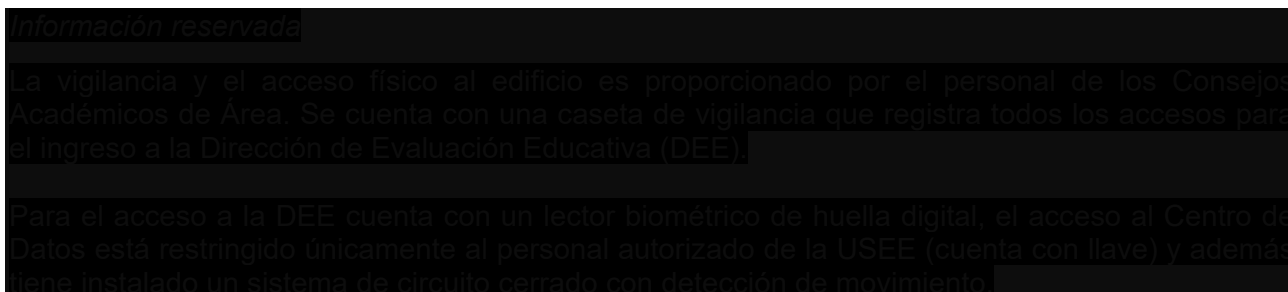 Información reservada
La vigilancia y el acceso físico al edificio es proporcionado por el personal de los Consejos
Académicos de Área. Se cuenta con una caseta de vigilancia que registra todos los accesos para
el ingreso a la Dirección de Evaluación Educativa (DEE).
Para el acceso a la DEE cuenta con un lector biométrico de huella digital, el acceso al Centro de
Datos está restringido únicamente al personal autorizado de la USEE (cuenta con llave) y además
tiene instalado un sistema de circuito cerrado con detección de movimiento.